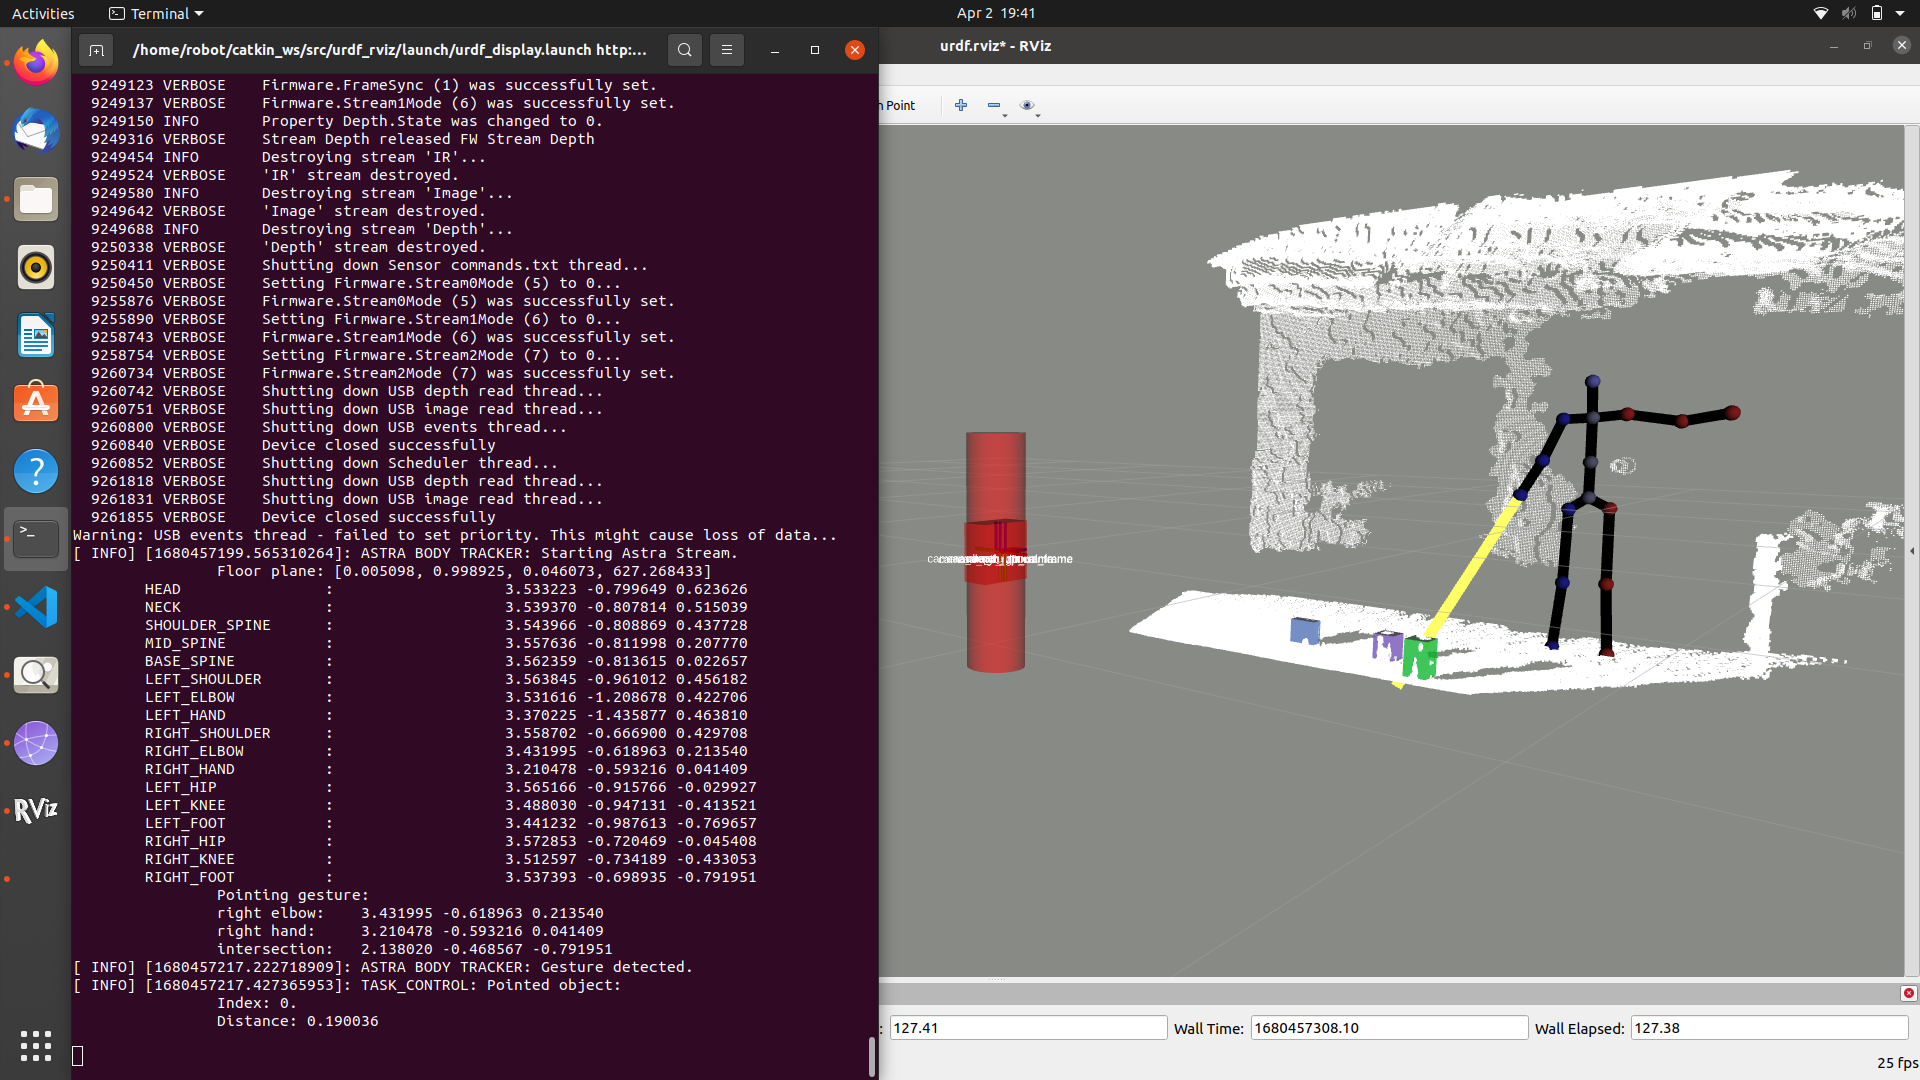 Activities
Terminal
Apr 2 19:41
/home/robot/catkin_ws/src/urdf_rviz/launch/urdf_display.launch http:...
9249123 VERBOSE Firmware.FrameSync (1) was successfully set.
9249137 VERBOSE Firmware.Stream1Mode (6) was successfully set.
9249150 INFO Property Depth.State was changed to 0.
9249316 VERBOSE Stream Depth released FW Stream Depth
9249454 INFO Destroying stream 'IR'...
9249524 VERBOSE 'IR' stream destroyed.
9249580 INFO Destroying stream 'Image'...
9249642 VERBOSE 'Image' stream destroyed.
9249688 INFO Destroying stream 'Depth'...
9250338 VERBOSE 'Depth' stream destroyed.
9250411 VERBOSE Shutting down Sensor commands.txt thread...
9250450 VERBOSE Setting Firmware.Stream0Mode (5) to 0...
9255876 VERBOSE Firmware.Stream0Mode (5) was successfully set.
9255890 VERBOSE Setting Firmware.Stream1Mode (6) to 0...
9258743 VERBOSE Firmware.Stream1Mode (6) was successfully set.
9258754 VERBOSE Setting Firmware.Stream2Mode (7) to 0...
9260734 VERBOSE Firmware.Stream2Mode (7) was successfully set.
9260742 VERBOSE Shutting down USB depth read thread...
9260751 VERBOSE Shutting down USB image read thread...
9260800 VERBOSE Shutting down USB events thread...
9260840 VERBOSE Device closed successfully
9260852 VERBOSE Shutting down Scheduler thread...
9261818 VERBOSE Shutting down USB depth read thread...
9261831 VERBOSE Shutting down USB image read thread...
9261855 VERBOSE Device closed successfully
Warning: USB events thread - failed to set priority. This might cause loss of data...
[ INFO] [1680457199.565310264]: ASTRA BODY TRACKER: Starting Astra Stream.
Floor plane: [0.005098, 0.998925, 0.046073, 627.268433]
HEAD : 3.533223 -0.799649 0.623626
NECK : 3.539370 -0.807814 0.515039
SHOULDER_SPINE : 3.543966 -0.808869 0.437728
MID_SPINE : 3.557636 -0.811998 0.207770
BASE_SPINE : 3.562359 -0.813615 0.022657
LEFT_SHOULDER : 3.563845 -0.961012 0.456182
LEFT_ELBOW : 3.531616 -1.208678 0.422706
LEFT_HAND : 3.370225 -1.435877 0.463810
RIGHT_SHOULDER : 3.558702 -0.666900 0.429708
RIGHT_ELBOW : 3.431995 -0.618963 0.213540
RIGHT_HAND : 3.210478 -0.593216 0.041409
LEFT_HIP : 3.565166 -0.915766 -0.029927
LEFT_KNEE : 3.488030 -0.947131 -0.413521
LEFT_FOOT : 3.441232 -0.987613 -0.769657
RIGHT_HIP : 3.572853 -0.720469 -0.045408
RIGHT_KNEE : 3.512597 -0.734189 -0.433053
RIGHT_FOOT : 3.537393 -0.698935 -0.791951
Pointing gesture:
right elbow: 3.431995 -0.618963 0.213540
right hand: 3.210478 -0.593216 0.041409
intersection: 2.138020 -0.468567 -0.791951
[ INFO] [1680457217.222718909]: ASTRA BODY TRACKER: Gesture detected.
[ INFO] [1680457217.427365953]: TASK_CONTROL: Pointed object:
Index: 0.
Distance: 0.190036
urdf.rviz* - RViz
Point
RViz
127.41
Wall Time: 1680457308.10
Wall Elapsed: 127.38
25 fps